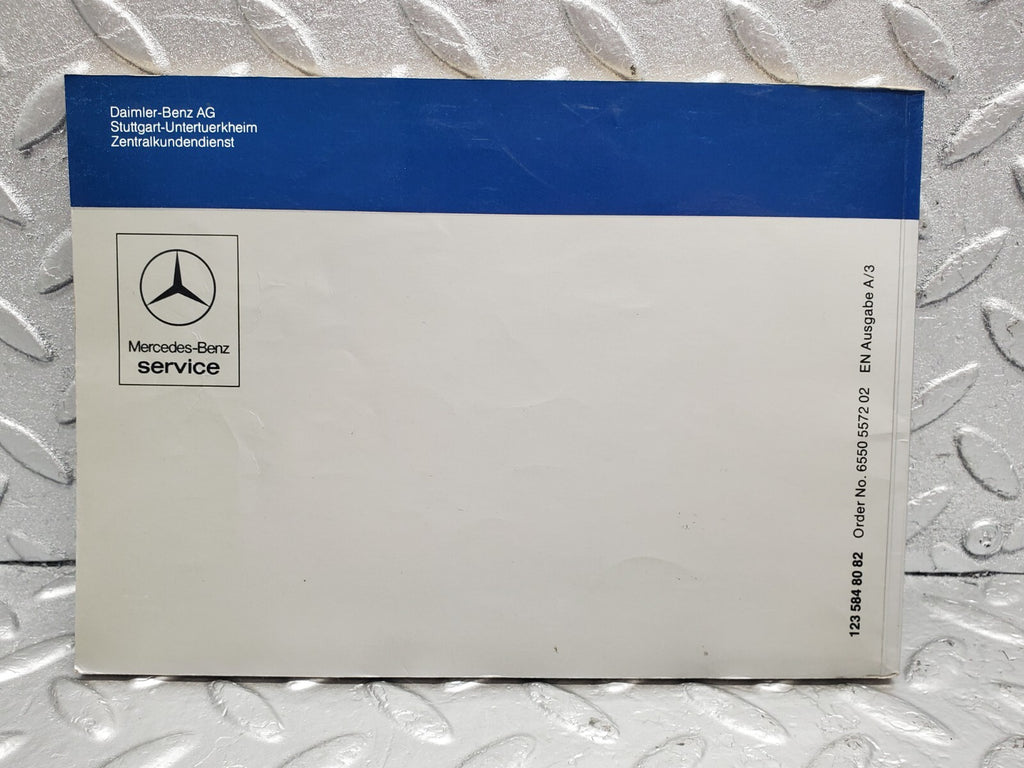 Daimler-Benz AG
Stuttgart-Untertuerkheim
Zentralkundendienst
Mercedes-Benz
service
123 584 80 82 Order No. 6550 5572 02 EN Ausgabe A/3